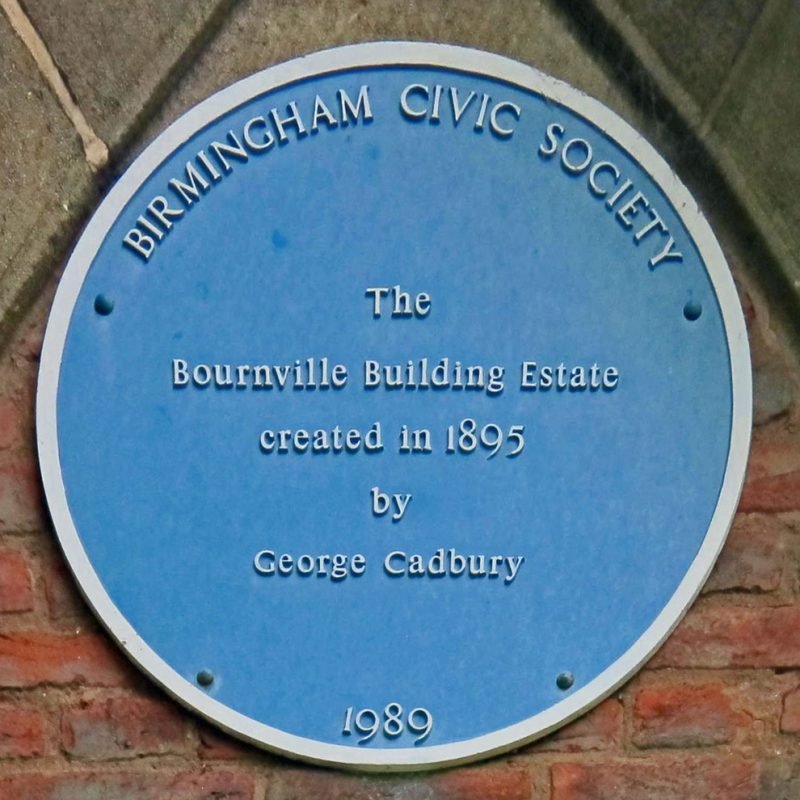 BIRMINGHAM CIVIC SOCIETY
The
Bournville Building Estate
created in 1895
by
George Cadbury
1989